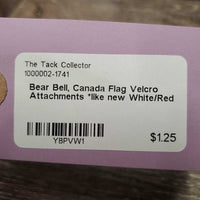 The Tack Collector
1000002-1741
Bear Bell, Canada Flag Velcro
Attachments *like new White/Red
YBPVW1
$1.25